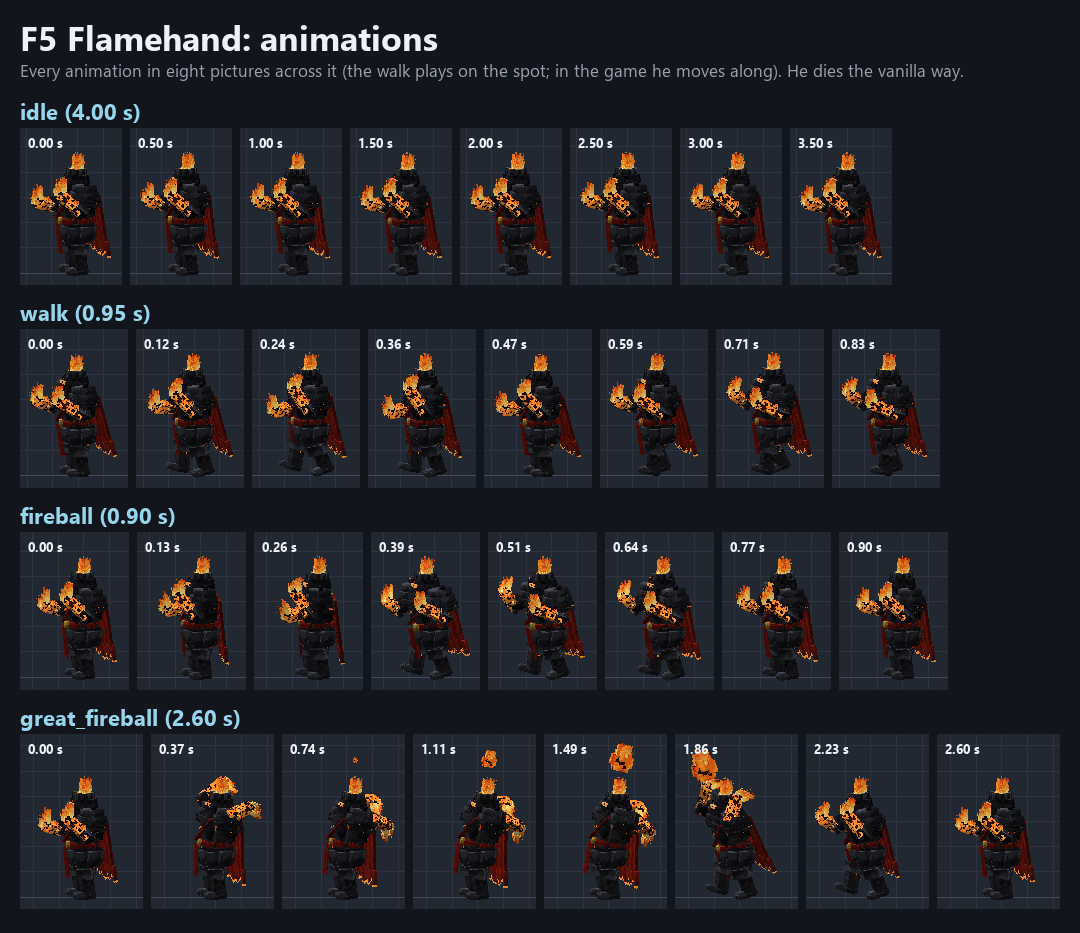 F5 Flamehand: animations
Every animation in eight pictures across it (the walk plays on the spot; in the game he moves along). He dies the vanilla way.
idle (4.00 s)
0.00 s 0.50 s 1.00 s 1.50 s 2.00 s 2.50 s 3.00 s 3.50 s
walk (0.95 s)
0.00 s 0.12 s 0.24 s 0.36 s 0.47 s 0.59 s 0.71 s 0.83 s
fireball (0.90 s)
0.00 s 0.13 s 0.26 s 0.39 s 0.51 s 0.64 s 0.77 s 0.90 s
great_fireball (2.60 s)
0.00 s 0.37 s 0.74 s 1.11 s 1.49 s 1.86 s 2.23 s 2.60 s